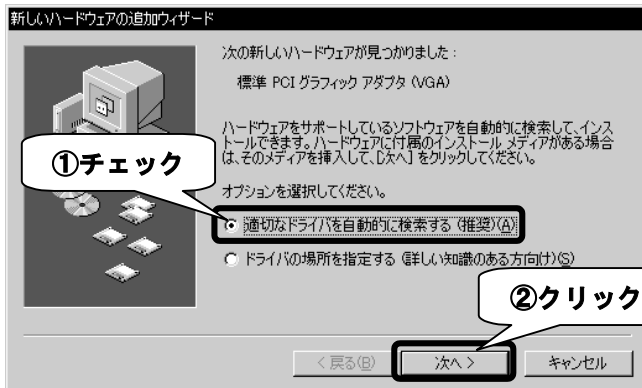 新しいハードウェアの追加ウィザード
次の新しいハードウェアが見つかりました:
標準 PCI グラフィック アダプタ (VGA)
ハードウェアをサポートしているソフトウェアを自動的に検索して、インス
トールできます。ハードウェアに付属のインストール メディアがある場合
は、そのメディアを挿入して、[次へ] をクリックしてください。
①チェック
オプションを選択してください。
適切なドライバを自動的に検索する (推奨)(A)
ドライバの場所を指定する (詳しい知識のある方向け)(S)
②クリック
< 戻る(B)
次へ >
キャンセル